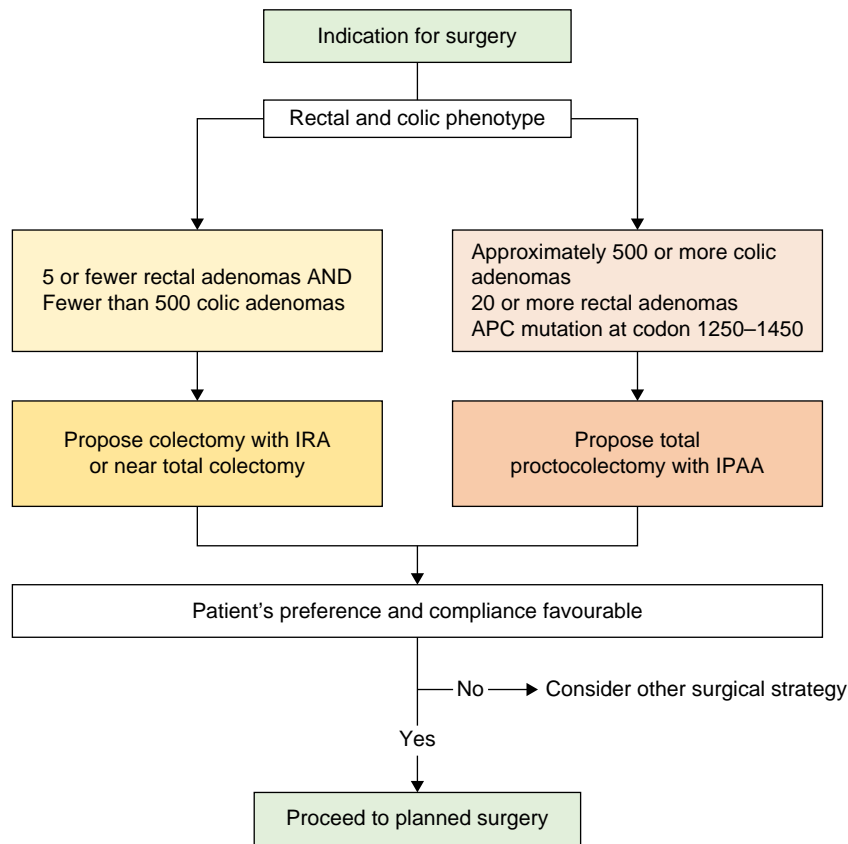 Indication for surgery
Rectal and colic phenotype
5 or fewer rectal adenomas AND
Fewer than 500 colic adenomas
Approximately 500 or more colic
adenomas
20 or more rectal adenomas
APC mutation at codon 1250–1450
Propose colectomy with IRA
or near total colectomy
Propose total
proctocolectomy with IPAA
Patient's preference and compliance favourable
No
Consider other surgical strategy
Yes
Proceed to planned surgery